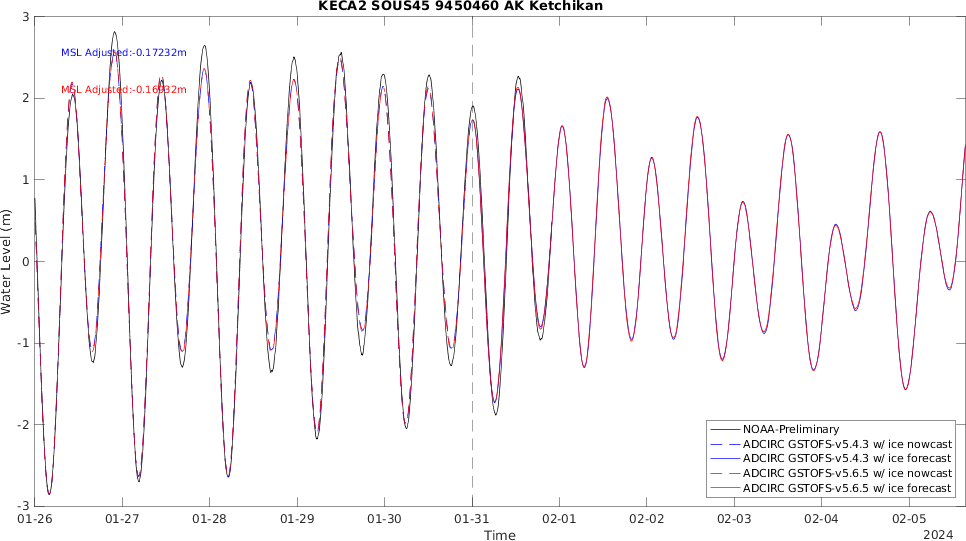 KECA2 SOUS45 9450460 AK Ketchikan
3
2
1
0
-1
-2
-3
Water Level (m)
MSL Adjusted:-0.17232m
MSL Adjusted:-0.16932m
NOAA-Preliminary
ADCIRC GSTOFS-v5.4.3 w/ ice nowcast
ADCIRC GSTOFS-v5.4.3 w/ ice forecast
ADCIRC GSTOFS-v5.6.5 w/ ice nowcast
ADCIRC GSTOFS-v5.6.5 w/ ice forecast
01-26 01-27 01-28 01-29 01-30 01-31 02-01 02-02 02-03 02-04 02-05
Time
2024